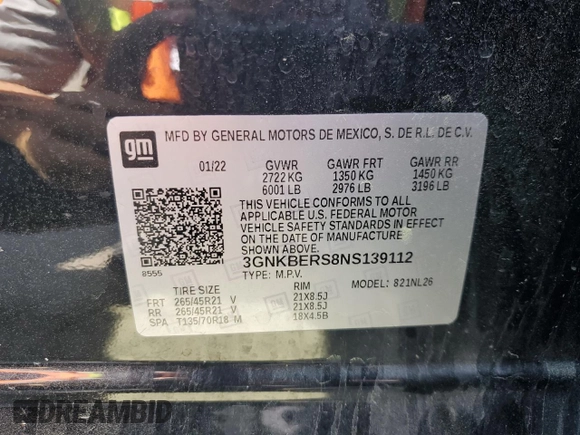 gm
MFD BY GENERAL MOTORS DE MEXICO, S. DE R.L. DE C.V.
01/22 GVWR GAWR FRT GAWR RR
2722 KG 1350 KG 1450 KG
6001 LB 2976 LB 3196 LB
THIS VEHICLE CONFORMS TO ALL
APPLICABLE U.S. FEDERAL MOTOR
VEHICLE SAFETY STANDARDS IN EFFECT
ON THE DATE OF MANUFACTURE
SHOWN ABOVE.
8555 3GNKBERS8NS139112
TYPE: M.P.V. MODEL: 821NL26
TIRE SIZE RIM
FRT 265/45R21 V 21X8.5J
RR 265/45R21 V 21X8.5J
SPA T135/70R18 M 18X4.5B
DREAMBID